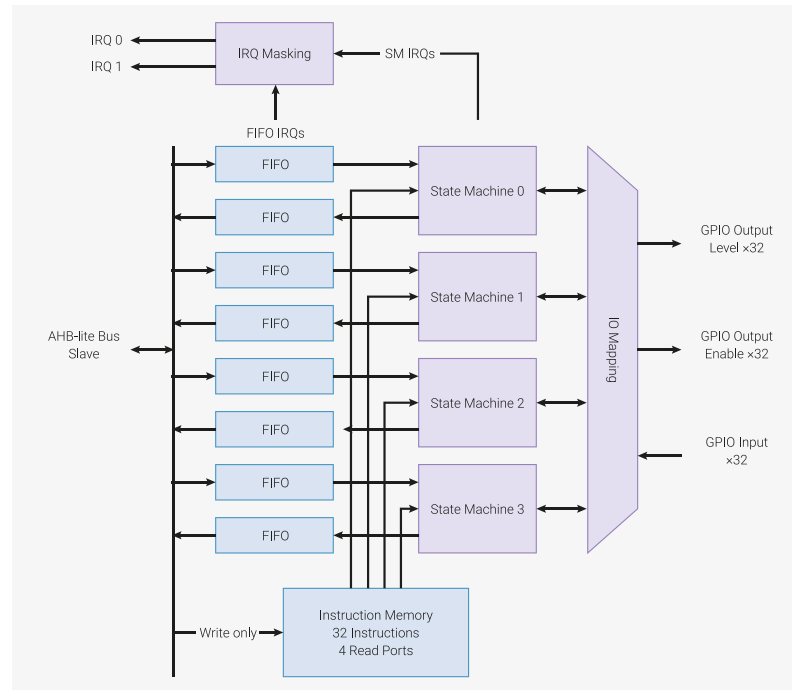 IRQ 0
IRQ 1
IRQ Masking
SM IRQs
FIFO IRQs
FIFO
State Machine 0
FIFO
GPIO Output
Level ×32
FIFO
State Machine 1
FIFO
AHB-lite Bus
Slave
IO Mapping
GPIO Output
Enable ×32
FIFO
State Machine 2
FIFO
GPIO Input
×32
FIFO
State Machine 3
FIFO
Write only
Instruction Memory
32 Instructions
4 Read Ports